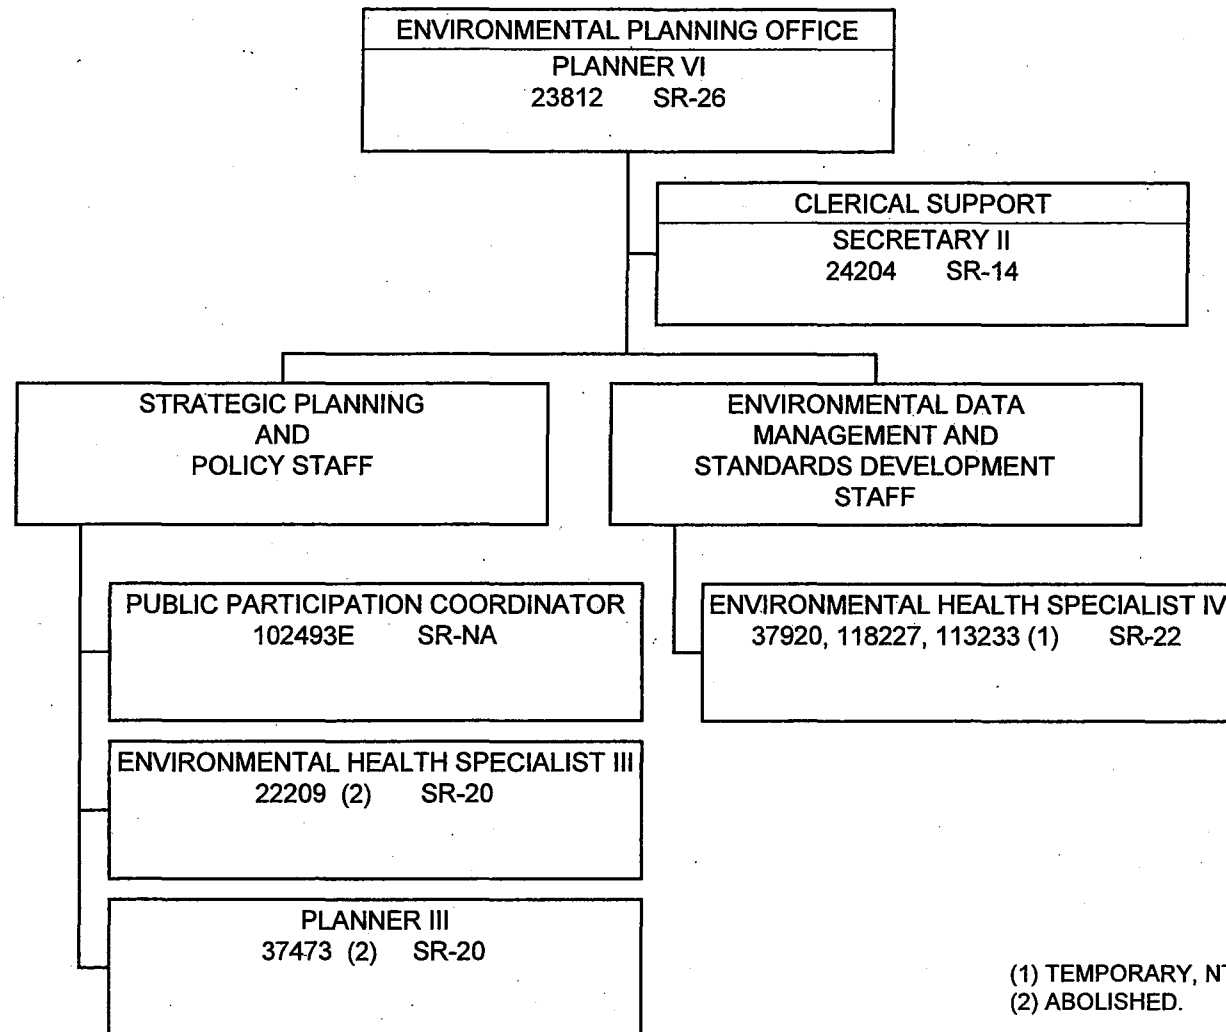 ENVIRONMENTAL PLANNING OFFICE
PLANNER VI
23812 SR-26
CLERICAL SUPPORT
SECRETARY II
24204 SR-14
STRATEGIC PLANNING
AND
POLICY STAFF
ENVIRONMENTAL DATA
MANAGEMENT AND
STANDARDS DEVELOPMENT
STAFF
PUBLIC PARTICIPATION COORDINATOR
102493E SR-NA
ENVIRONMENTAL HEALTH SPECIALIST III
22209 (2) SR-20
PLANNER III
37473 (2) SR-20
ENVIRONMENTAL HEALTH SPECIALIST IV
37920, 118227, 113233 (1) SR-22
(1) TEMPORARY,
(2) ABOLISHED.